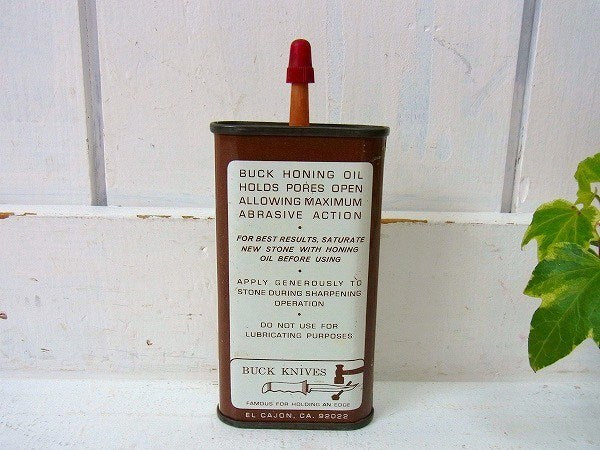 BUCK HONING OIL
HOLDS PORES OPEN
ALLOWING MAXIMUM
ABRASIVE ACTION
•
FOR BEST RESULTS, SATURATE
NEW STONE WITH HONING
OIL BEFORE USING
•
APPLY GENEROUSLY TO
STONE DURING SHARPENING
OPERATION
•
DO NOT USE FOR
LUBRICATING PURPOSES
BUCK KNIVES
FAMOUS FOR HOLDING AN EDGE
EL CAJON, CA. 92022